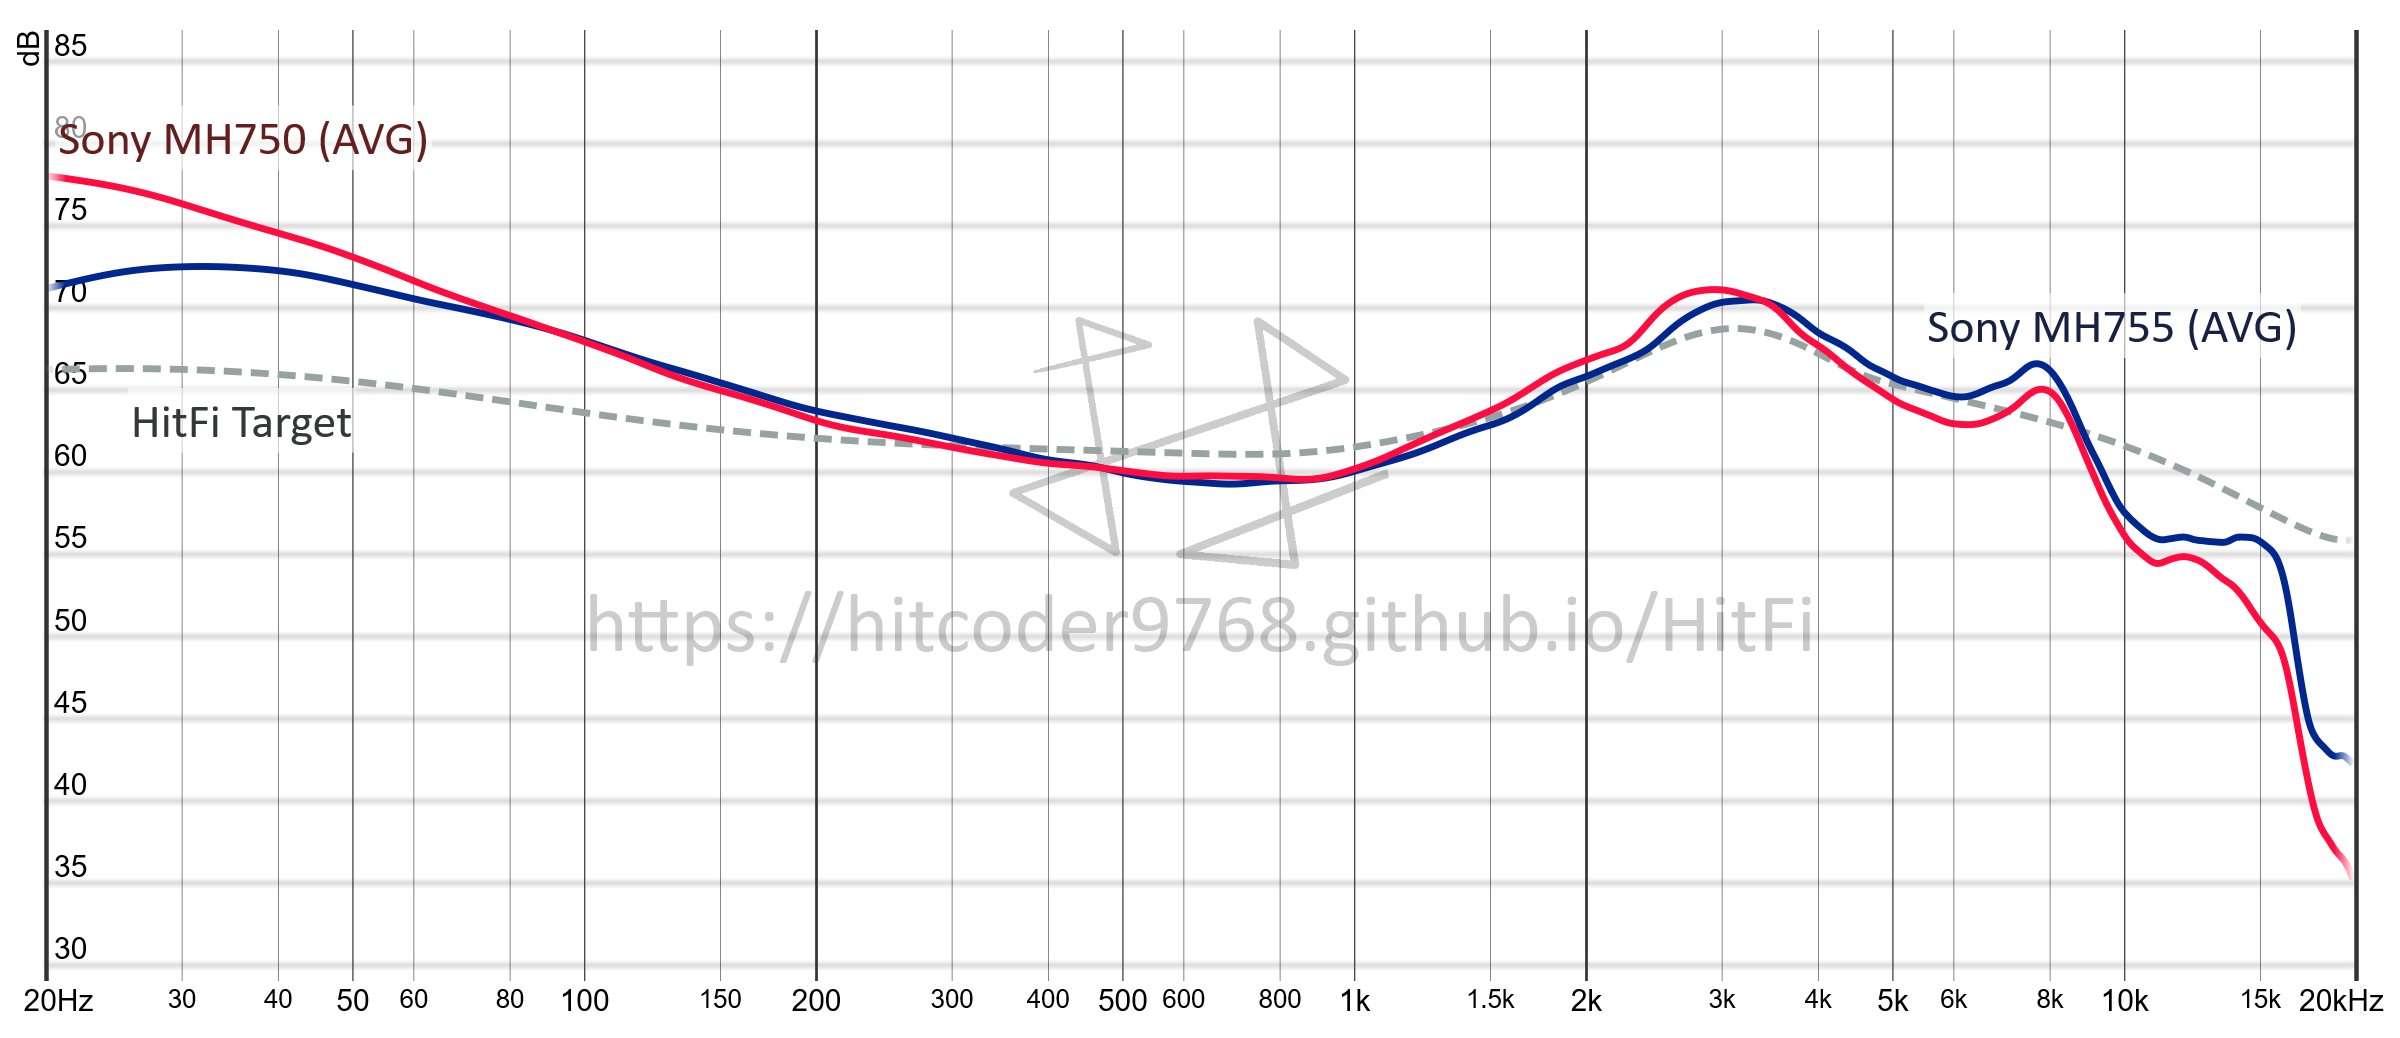 dB
85
80
Sony MH750 (AVG)
75
70
Sony MH755 (AVG)
65
HitFi Target
60
55
50
https://hitcoder9768.github.io/HitFi
45
40
35
30
20Hz 30 40 50 60 80 100 150 200 300 400 500 600 800 1k 1.5k 2k 3k 4k 5k 6k 8k 10k 15k 20kHz